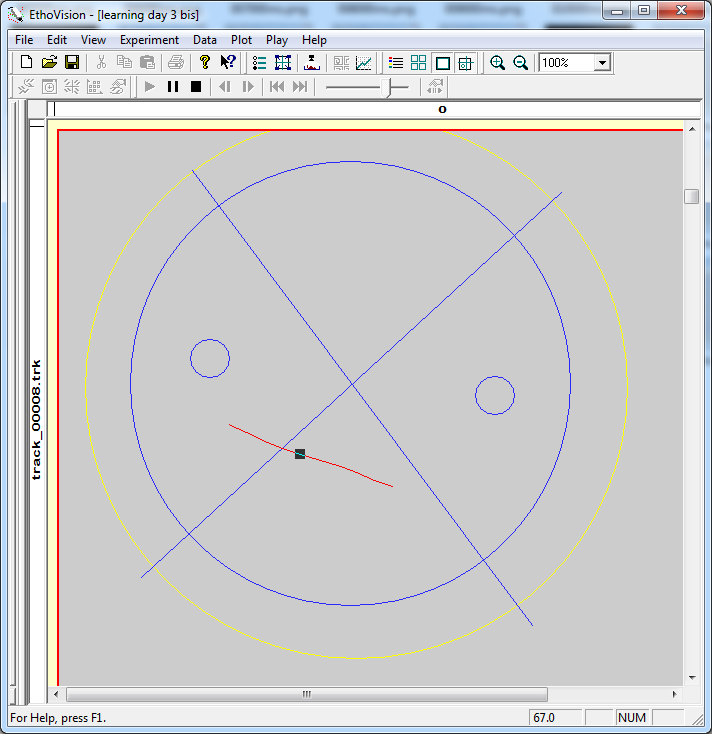 EthoVision - [learning day 3 bis]
File Edit View Experiment Data Plot Play Help
100%
0
track_00008.trk
For Help, press F1.
67.0
NUM